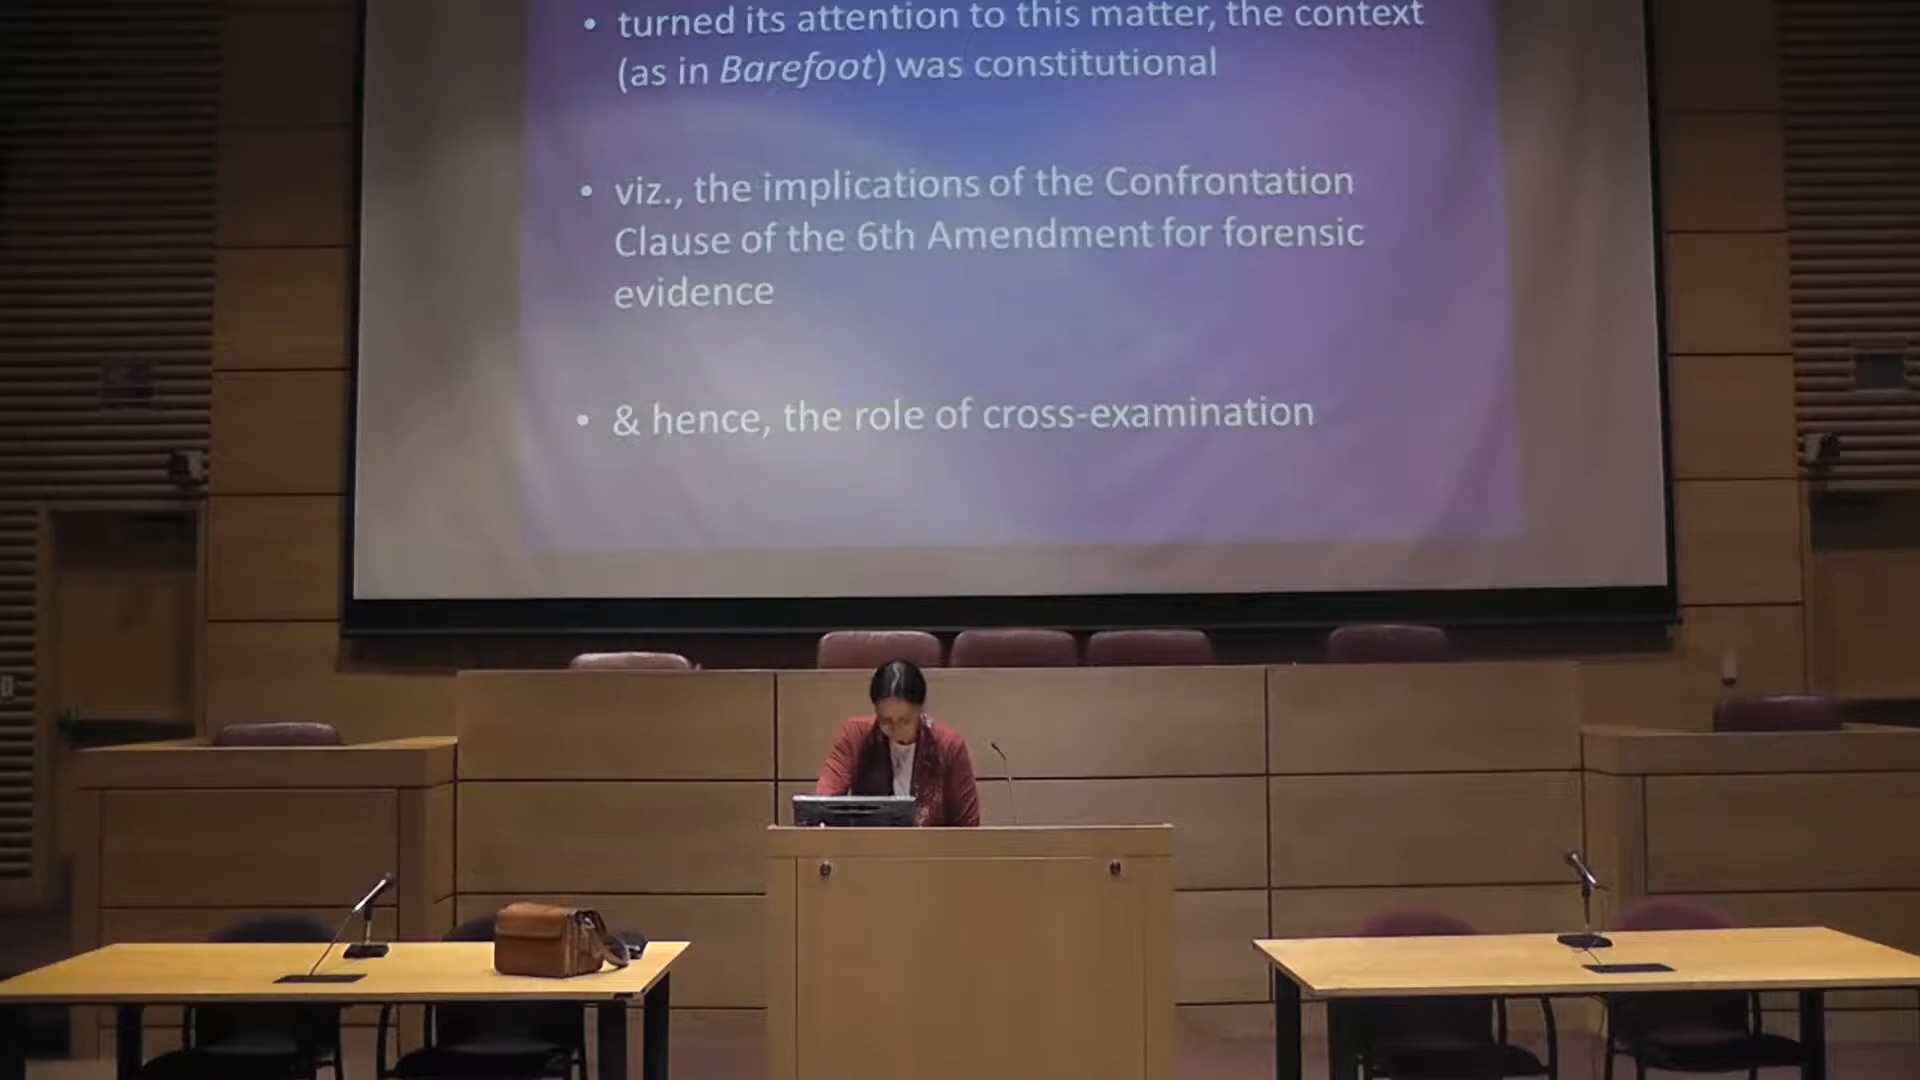 • turned its attention to this matter, the context
(as in Barefoot) was constitutional
• viz., the implications of the Confrontation
Clause of the 6th Amendment for forensic
evidence
• & hence, the role of cross-examination